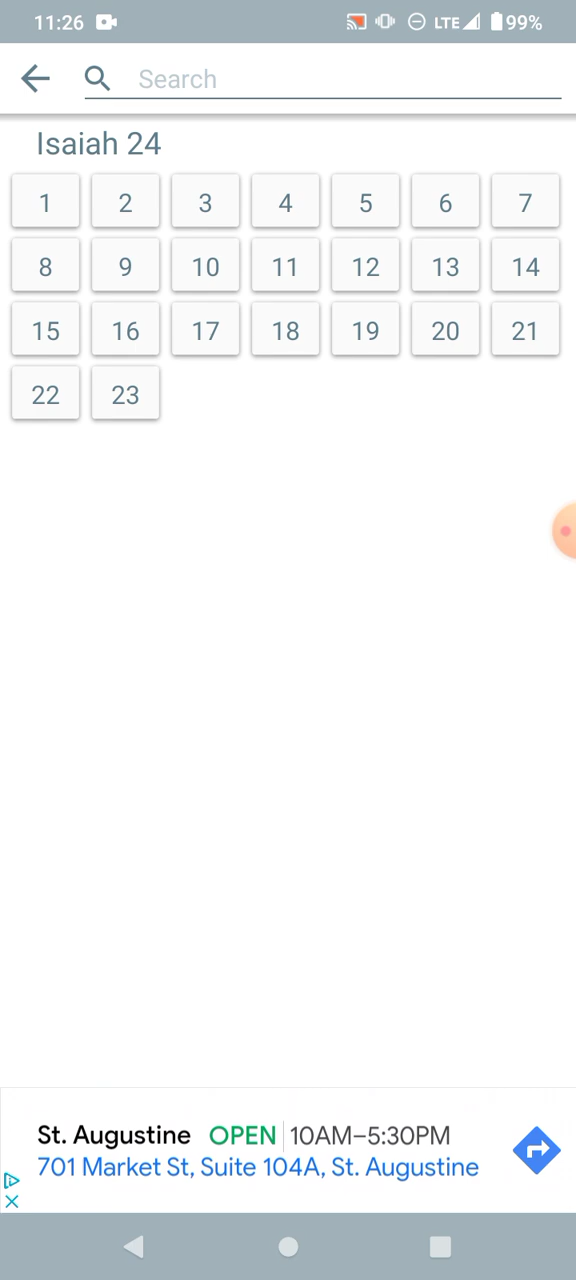 11:26 LTE 99%
Search
Isaiah 24
1 2 3 4 5 6 7
8 9 10 11 12 13 14
15 16 17 18 19 20 21
22 23
St. Augustine OPEN 10AM–5:30PM
701 Market St, Suite 104A, St. Augustine